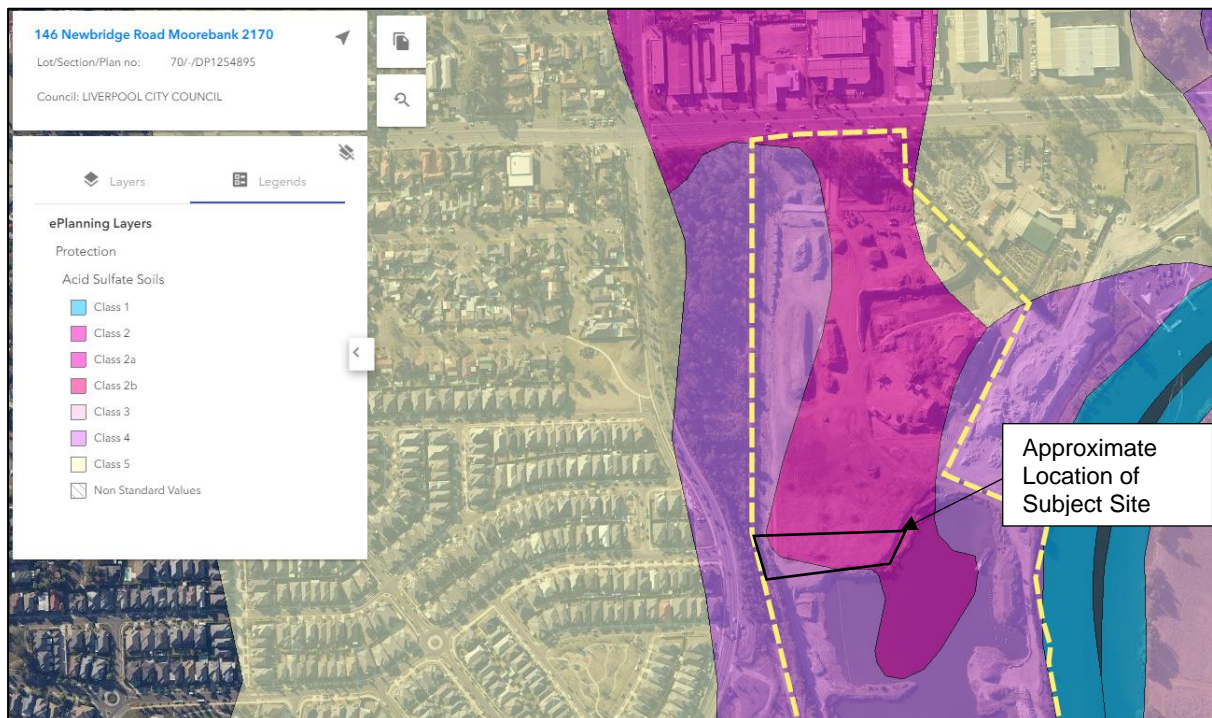 146 Newbridge Road Moorebank 2170
Lot/Section/Plan no: 70/-/DP1254895
Council: LIVERPOOL CITY COUNCIL
Layers
Legends
ePlanning Layers
Protection
Acid Sulfate Soils
Class 1
Class 2
Class 2a
Class 2b
Class 3
Class 4
Class 5
Non Standard Values
Approximate
Location of
Subject Site